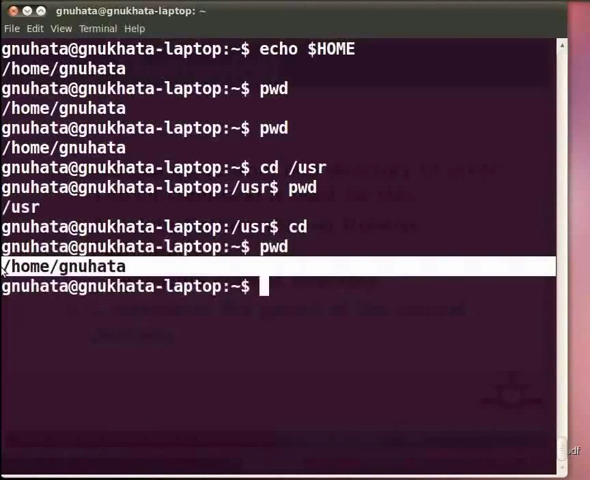 gnuhata@gnukhata-laptop: ~
File Edit View Terminal Help
gnuhata@gnukhata-laptop:~$ echo $HOME
/home/gnuhata
gnuhata@gnukhata-laptop:~$ pwd
/home/gnuhata
gnuhata@gnukhata-laptop:~$ pwd
/home/gnuhata
gnuhata@gnukhata-laptop:~$ cd /usr
gnuhata@gnukhata-laptop:/usr$ pwd
/usr
gnuhata@gnukhata-laptop:/usr$ cd
gnuhata@gnukhata-laptop:~$ pwd
/home/gnuhata
gnuhata@gnukhata-laptop:~$